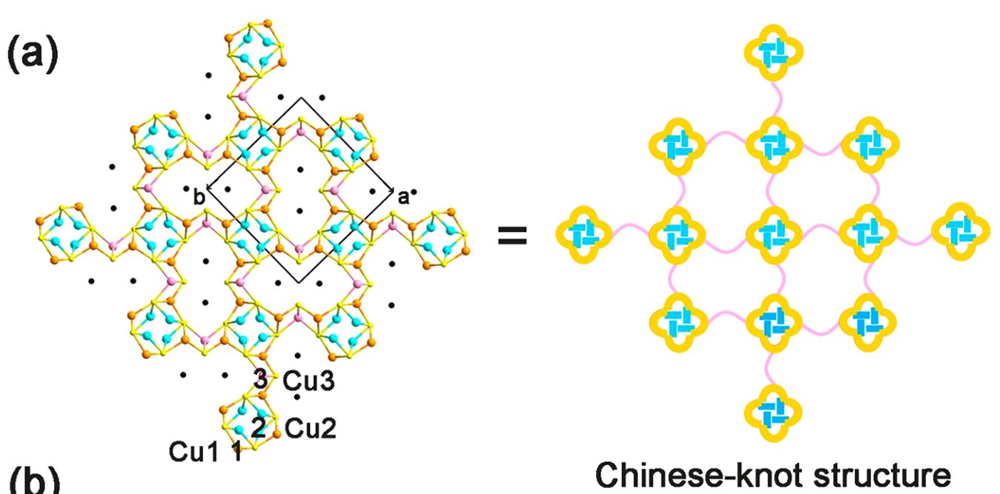 (a)
b
a
=
3 Cu3
2 Cu2
Cu1 1
Chinese-knot structure
(b)